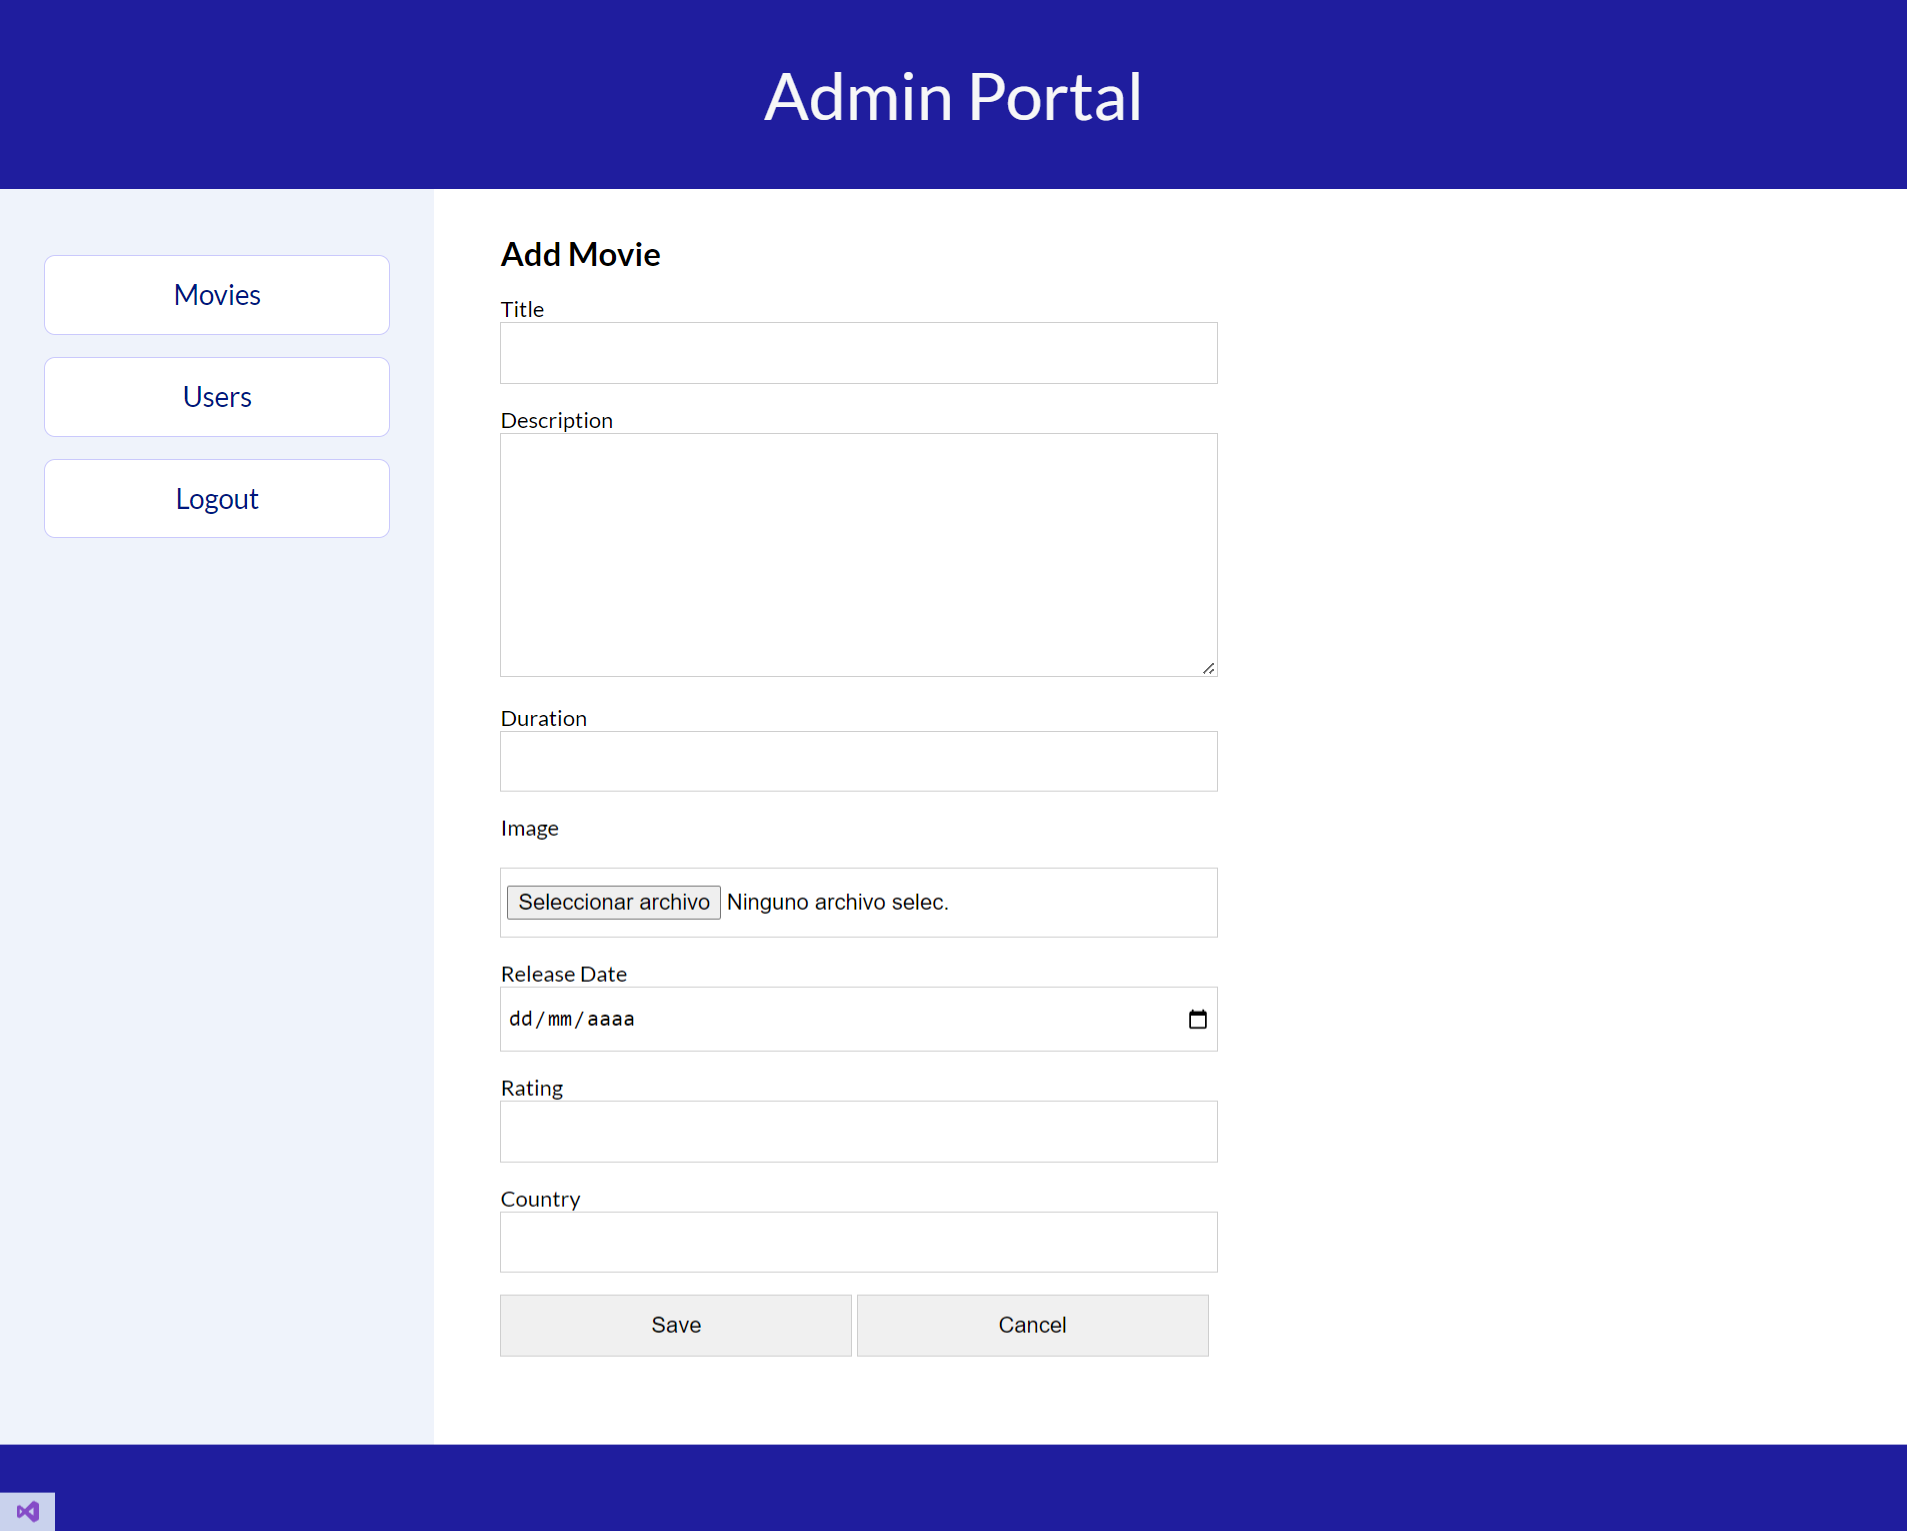 Admin Portal
Movies
Users
Logout
Add Movie
Title
Description
Duration
Image
Seleccionar archivo Ninguno archivo selec.
Release Date
dd/mm/aaaa
Rating
Country
Save Cancel